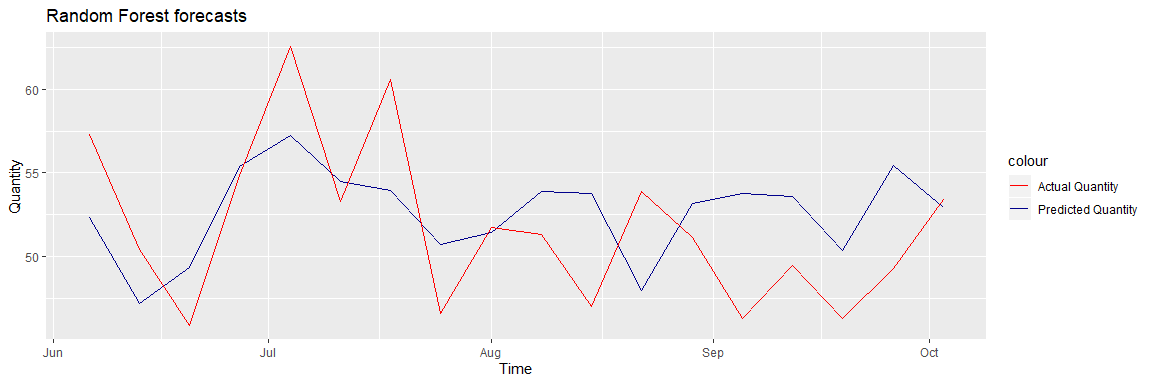 Random Forest forecasts
Quantity
60
55
50
Jun
Jul
Aug
Sep
Oct
Time
colour
Actual Quantity
Predicted Quantity